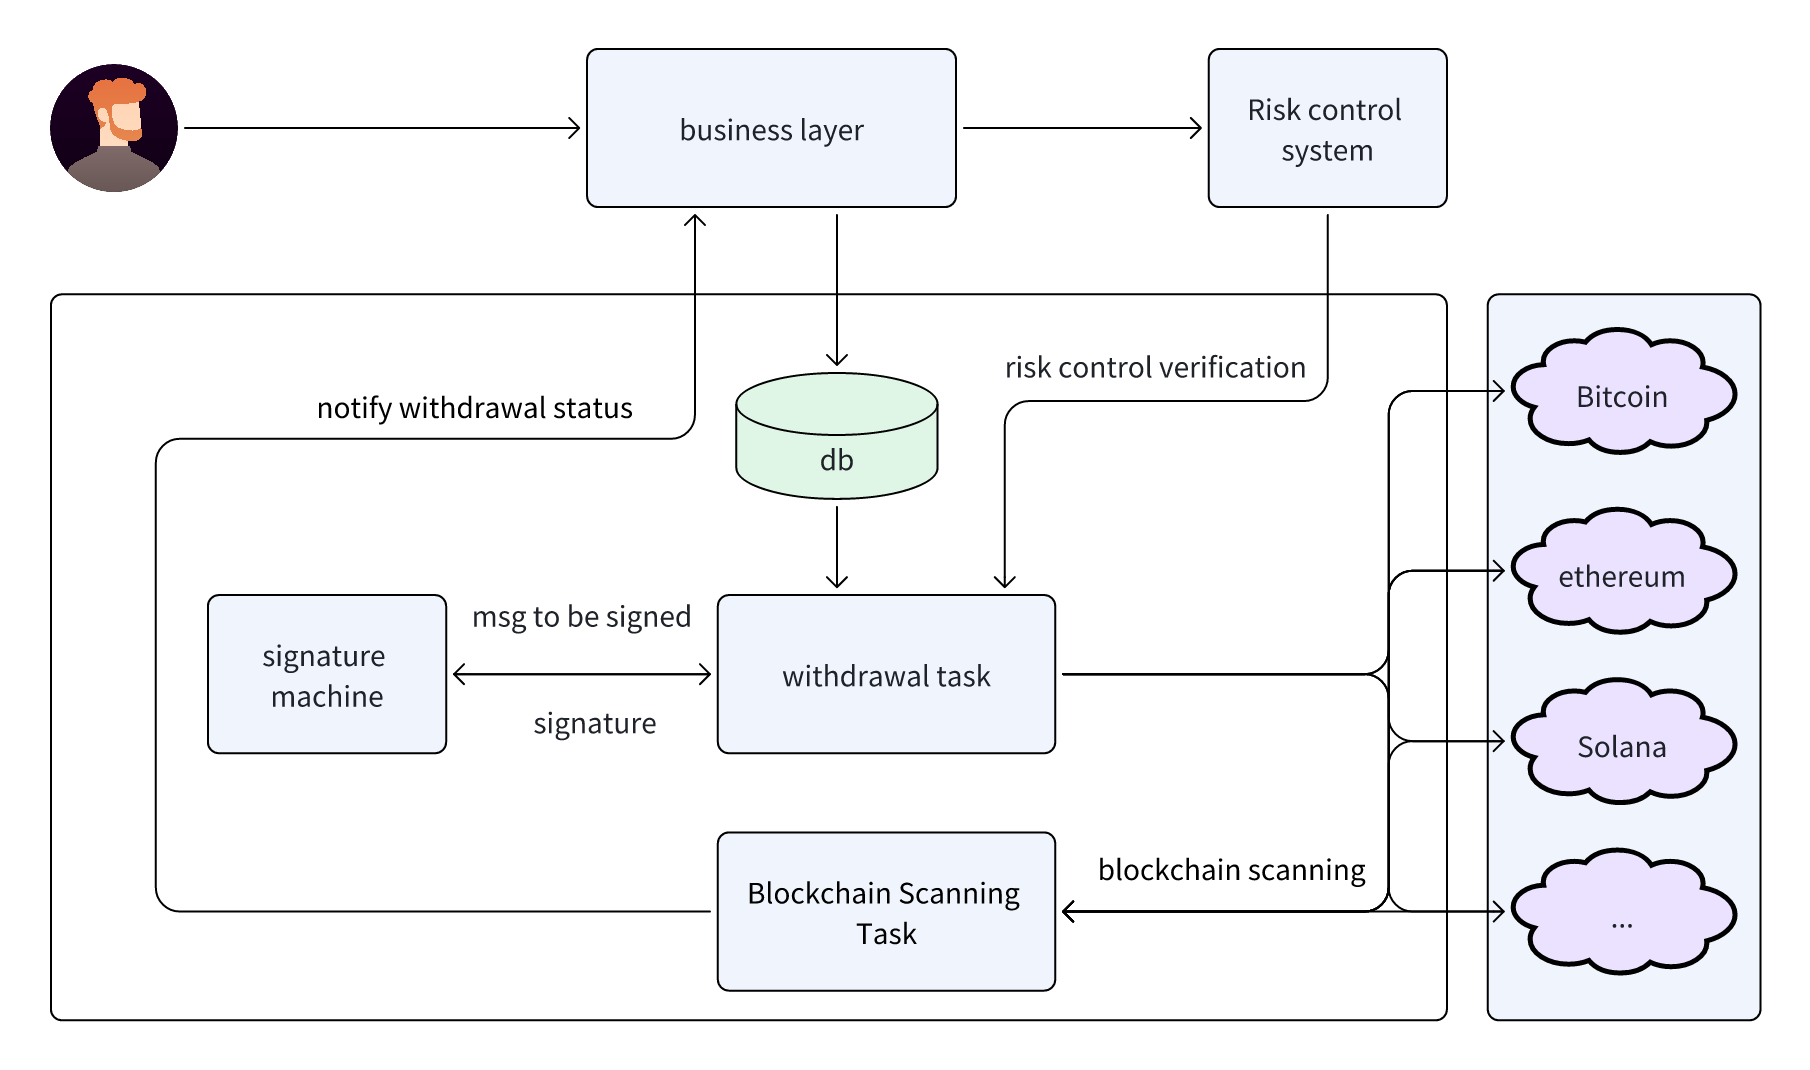 business layer
Risk control
system
risk control verification
notify withdrawal status
db
Bitcoin
ethereum
msg to be signed
signature
machine
withdrawal task
signature
Solana
blockchain scanning
Blockchain Scanning
Task
...